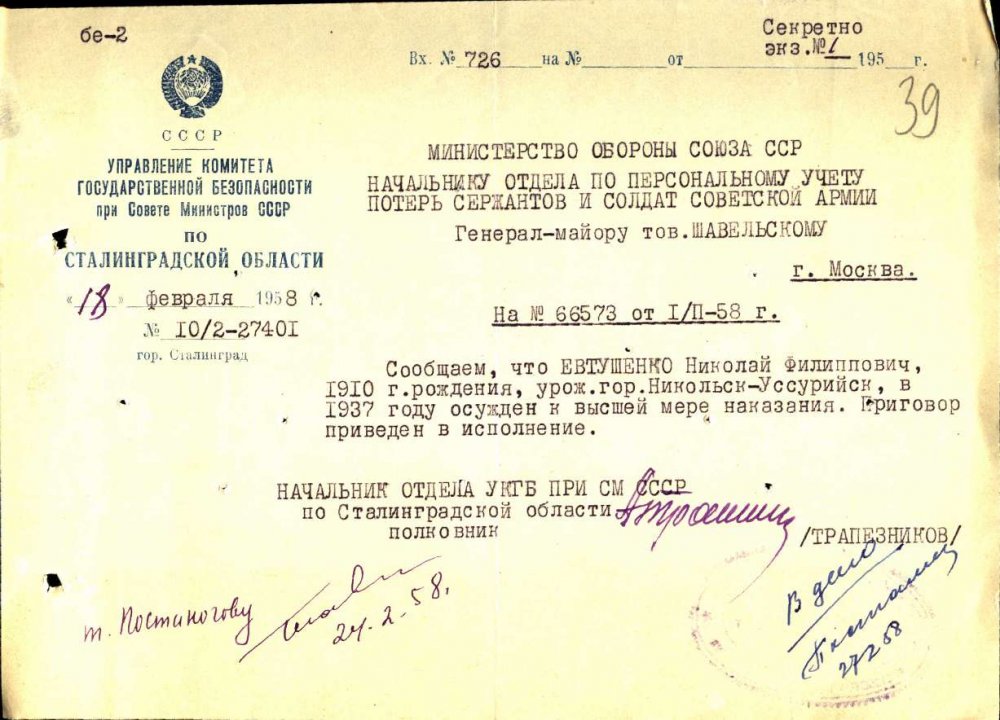 бе-2
Секретно
экз.№1
Вх. № 726 на № от 195 г.
39
СССР
УПРАВЛЕНИЕ КОМИТЕТА
ГОСУДАРСТВЕННОЙ БЕЗОПАСНОСТИ
при Совете Министров СССР
ПО
СТАЛИНГРАДСКОЙ ОБЛАСТИ
„18" февраля 1958 г.
№ 10/2-27401
гор. Сталинград
МИНИСТЕРСТВО ОБОРОНЫ СОЮЗА ССР
НАЧАЛЬНИКУ ОТДЕЛА ПО ПЕРСОНАЛЬНОМУ УЧЕТУ
ПОТЕРЬ СЕРЖАНТОВ И СОЛДАТ СОВЕТСКОЙ АРМИИ
Генерал-майору тов.ШАВЕЛЬСКОМУ
г. Москва.
На № 66573 от I/П-58 г.
Сообщаем, что ЕВТУШЕНКО Николай Филиппович,
1910 г.рождения, урож.гор.Никольск-Уссурийск, в
1937 году осужден к высшей мере наказания. Приговор
приведен в исполнение.
НАЧАЛЬНИК ОТДЕЛА УКГБ ПРИ СМ СССР
по Сталинградской области
полковник
/ТРАПЕЗНИКОВ/
т. Постаногову
24.2.58.
В дело
27 2 58